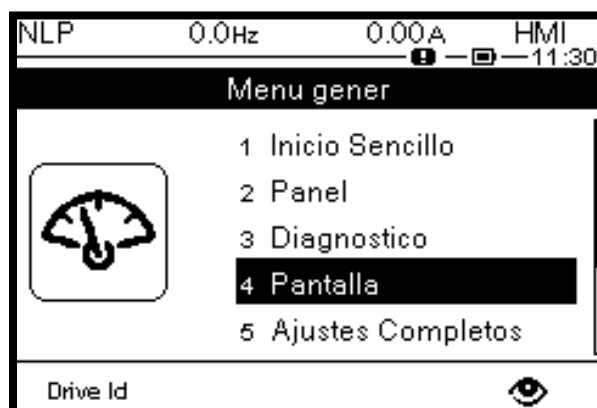 NLP 0.0Hz 0.00A HMI
11:30
Menu gener
1 Inicio Sencillo
2 Panel
3 Diagnostico
4 Pantalla
5 Ajustes Completos
Drive Id